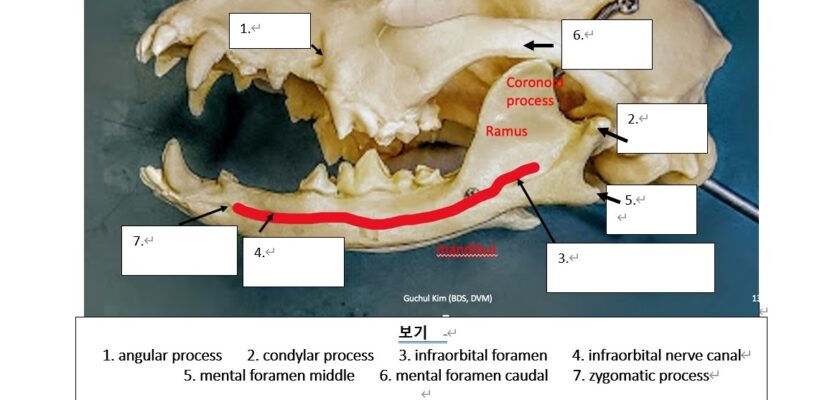 1.↵
6.↵
Coronoid
process
2.↵
Ramus
5.↵
↵
7.↵
4.↵
3.↵
mandibul
Guchul Kim (BDS, DVM)
13
보기 ↵
1. angular process 2. condylar process 3. infraorbital foramen 4. infraorbital nerve canal↵
5. mental foramen middle 6. mental foramen caudal 7. zygomatic process↵
↵